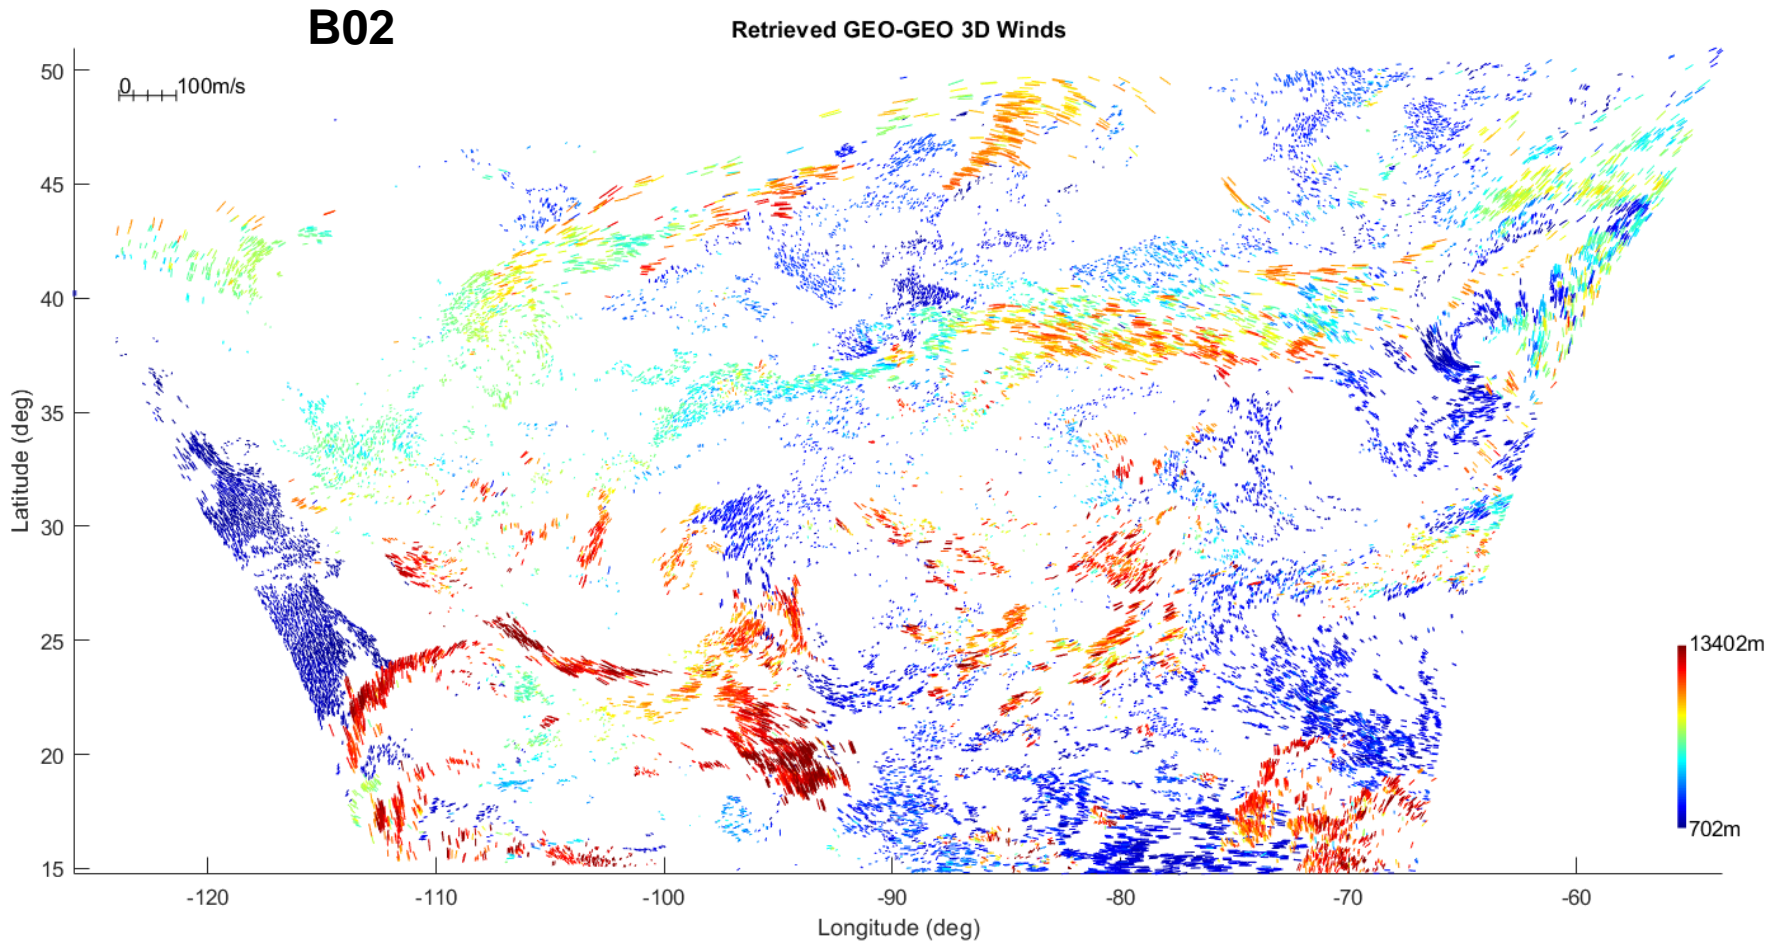 B02
Retrieved GEO-GEO 3D Winds
0 100m/s
50
45
40
35
30
25
20
15
Latitude (deg)
13402m
702m
-120 -110 -100 -90 -80 -70 -60
Longitude (deg)